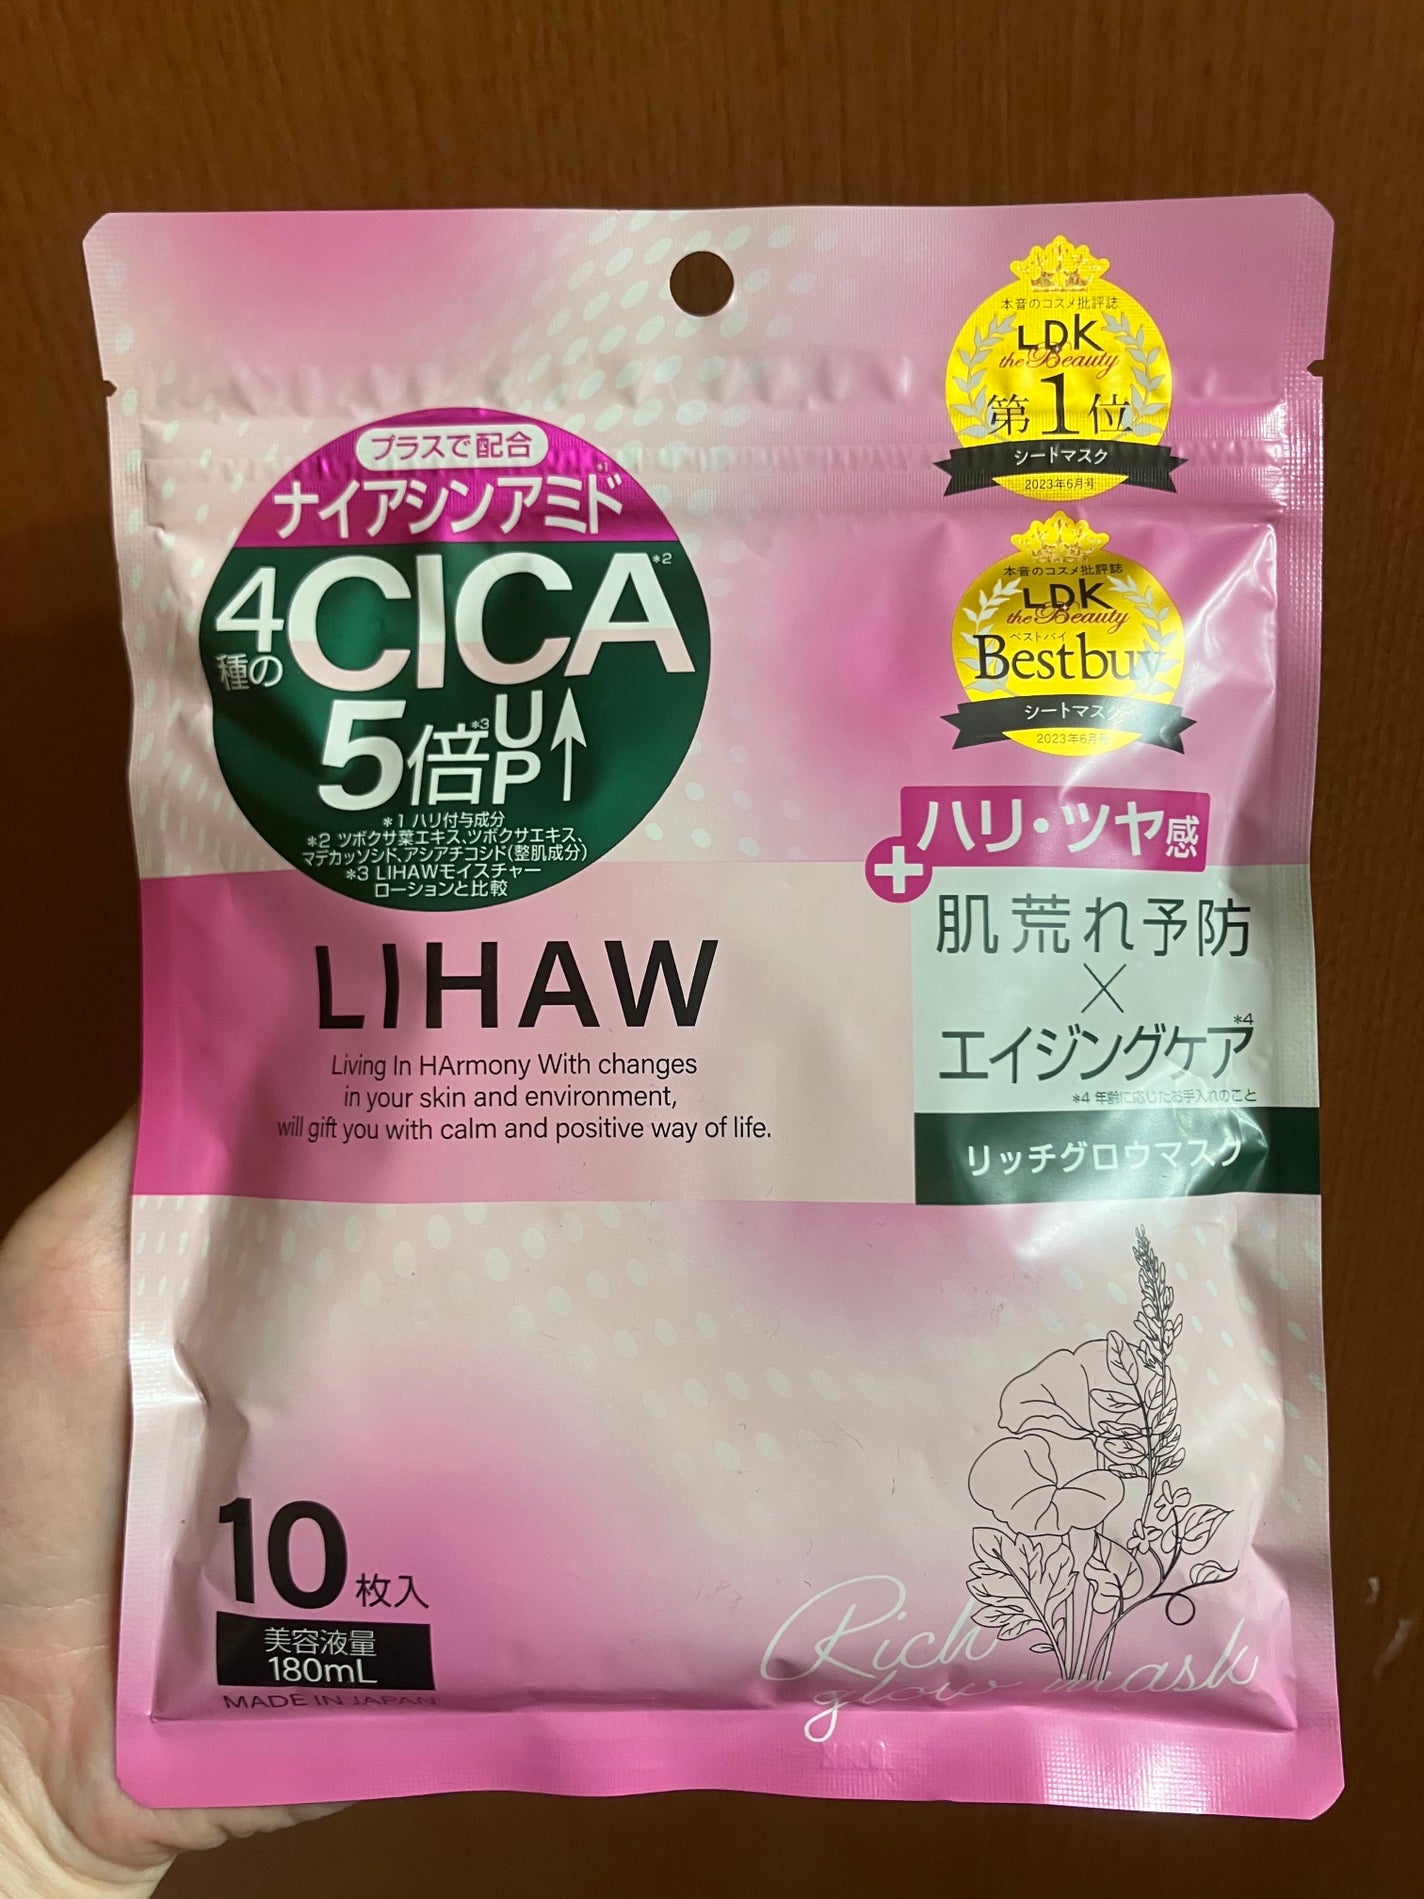 本音のコスメ批評誌
LDK
the Beauty
第1位
シートマスク
2023年6月号
本音のコスメ批評誌
LDK
the Beauty
ベストバイ
Bestbuy
シートマスク
2023年6月号
プラスで配合
ナイアシンアミド*1
4種のCICA*2
5倍*3UP
*1 ハリ付与成分
*2 ツボクサ葉エキス、ツボクサエキス、
マデカッソシド、アシアチコシド(整肌成分)
*3 LIHAWモイスチャー
ローションと比較
+ハリ・ツヤ感
肌荒れ予防
×
エイジングケア*4
*4 年齢に応じたお手入れのこと
リッチグロウマスク
LIHAW
Living In HArmony With changes
in your skin and environment,
will gift you with calm and positive way of life.
10枚入
美容液量
180mL
MADE IN JAPAN
Rich
glow mask